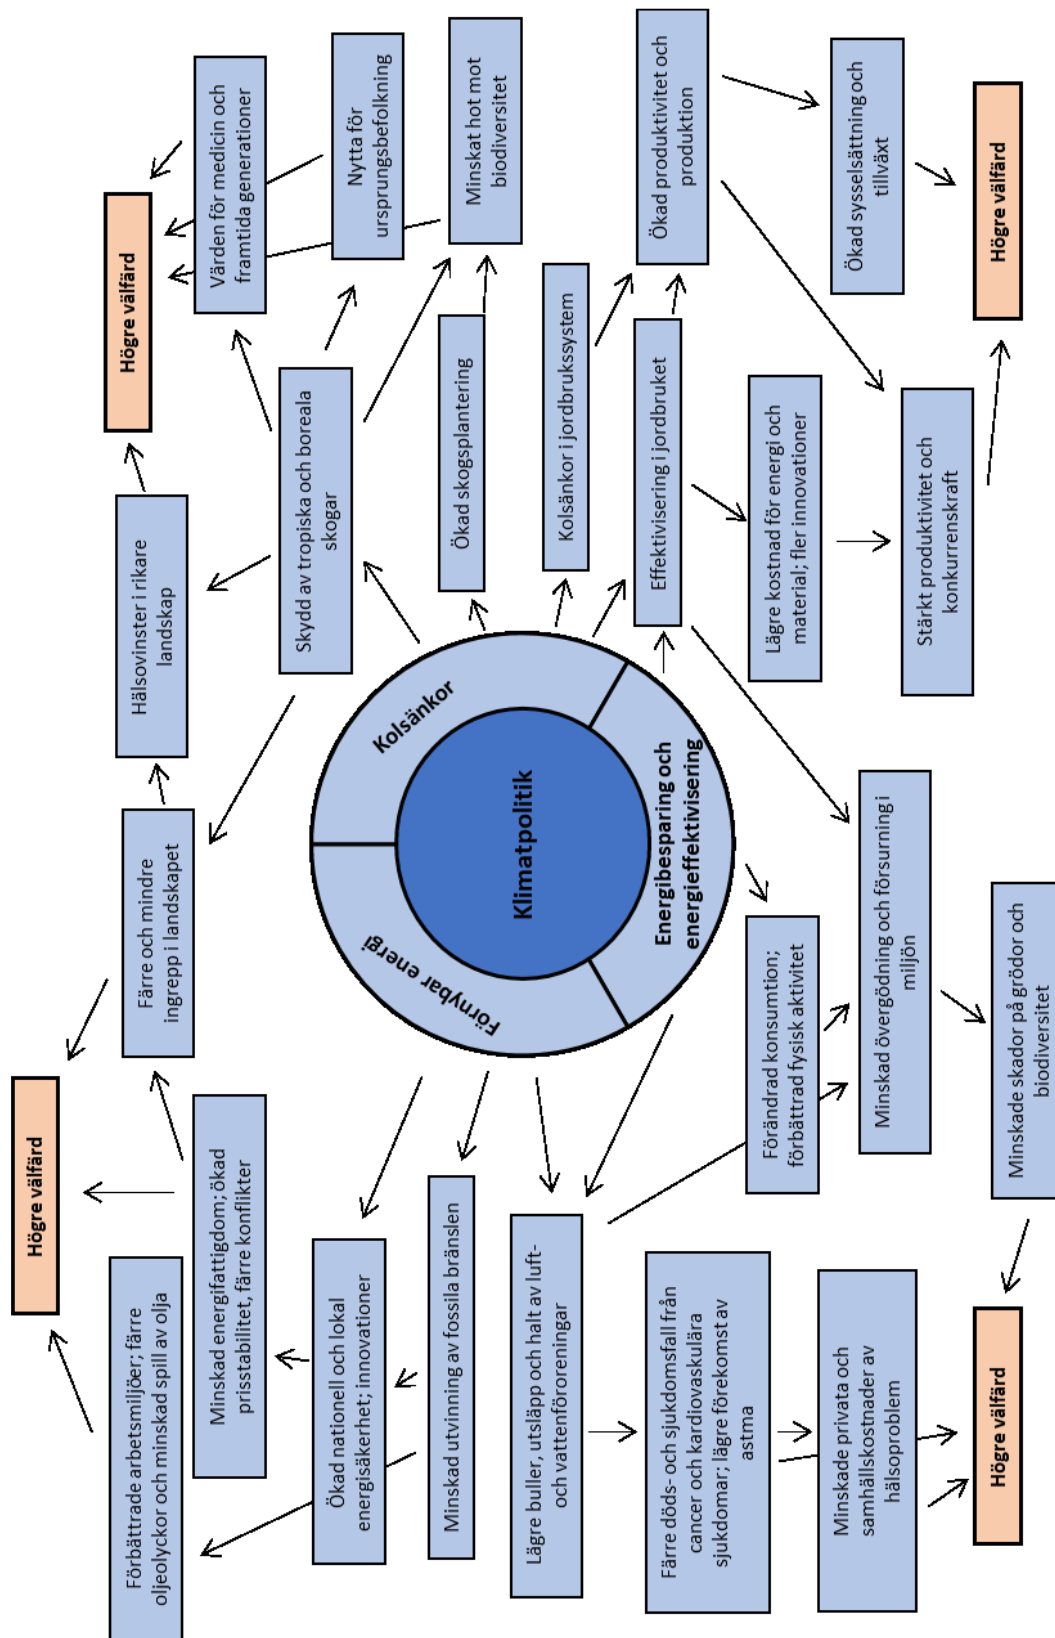 Förbättrade arbetsmiljöer; färre
oljeolyckor och minskad spill av olja
Högre välfärd
Minskad energifattigdom; ökad
prisstabilitet, färre konflikter
Färre och mindre
ingrepp i landskapet
Hälsovinster i rikare
landskap
Högre välfärd
Värden för medicin och
framtida generationer
Ökad nationell och lokal
energisäkerhet; innovationer
Skydd av tropiska och boreala
skogar
Nytta för
ursprungsbefolkning
Minskad utvinning av fossila bränslen
Förnybar energi
Kolsänkor
Ökad skogsplantering
Minskat hot mot
biodiversitet
Lägre buller, utsläpp och halt av luft-
och vattenföroreningar
Klimatpolitik
Kolsänkor i jordbrukssystem
Energibesparing och
energieffektivisering
Effektivisering i jordbruket
Ökad produktivitet och
produktion
Färre döds- och sjukdomsfall från
cancer och kardiovaskulära
sjukdomar; lägre förekomst av
astma
Förändrad konsumtion;
förbättrad fysisk aktivitet
Lägre kostnad för energi och
material; fler innovationer
Ökad sysselsättning och
tillväxt
Minskade privata och
samhällskostnader av
hälsoproblem
Minskad övergödning och försurning i
miljön
Stärkt produktivitet och
konkurrenskraft
Högre välfärd
Minskade skador på grödor och
biodiversitet
Högre välfärd